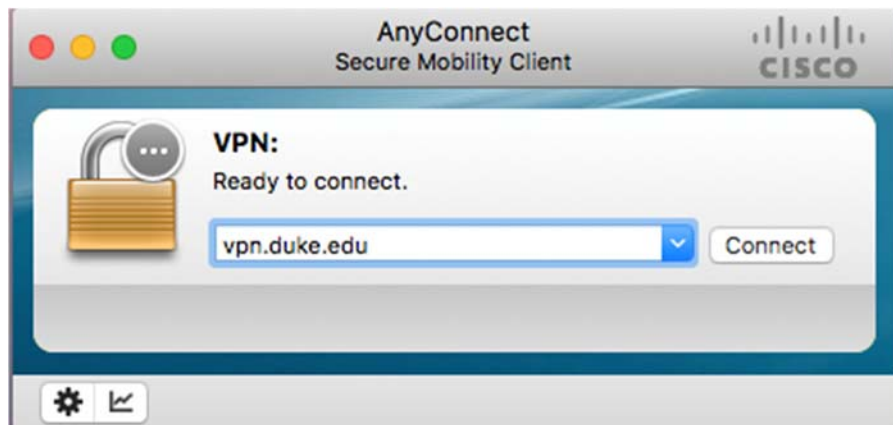 AnyConnect
Secure Mobility Client
CISCO
VPN:
Ready to connect.
vpn.duke.edu
Connect